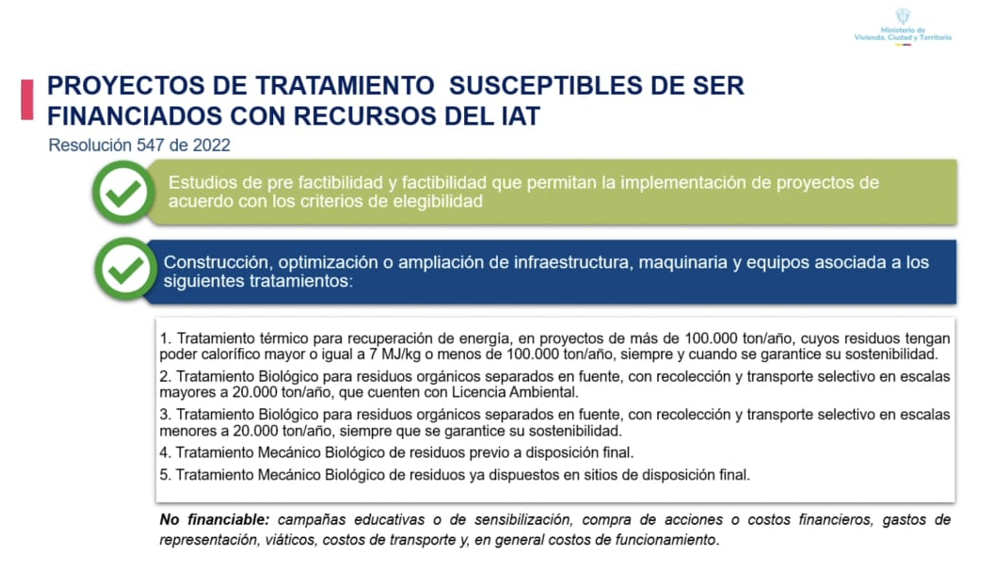 Ministerio de
Vivienda, Ciudad y Territorio
PROYECTOS DE TRATAMIENTO SUSCEPTIBLES DE SER
FINANCIADOS CON RECURSOS DEL IAT
Resolución 547 de 2022
Estudios de pre factibilidad y factibilidad que permitan la implementación de proyectos de
acuerdo con los criterios de elegibilidad
Construcción, optimización o ampliación de infraestructura, maquinaria y equipos asociada a los
siguientes tratamientos:
1. Tratamiento térmico para recuperación de energía, en proyectos de más de 100.000 ton/año, cuyos residuos tengan
poder calorífico mayor o igual a 7 MJ/kg o menos de 100.000 ton/año, siempre y cuando se garantice su sostenibilidad.
2. Tratamiento Biológico para residuos orgánicos separados en fuente, con recolección y transporte selectivo en escalas
mayores a 20.000 ton/año, que cuenten con Licencia Ambiental.
3. Tratamiento Biológico para residuos orgánicos separados en fuente, con recolección y transporte selectivo en escalas
menores a 20.000 ton/año, siempre que se garantice su sostenibilidad.
4. Tratamiento Mecánico Biológico de residuos previo a disposición final.
5. Tratamiento Mecánico Biológico de residuos ya dispuestos en sitios de disposición final.
No financiable: campañas educativas o de sensibilización, compra de acciones o costos financieros, gastos de
representación, viáticos, costos de transporte y, en general costos de funcionamiento.